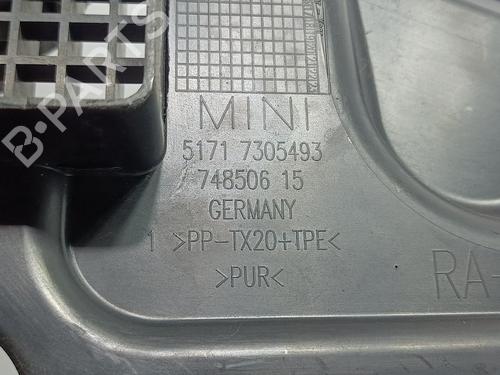 MINI
5171 7305493
748506 15
GERMANY
1 >PP-TX20+TPE<
>PUR<
RA-
B-PARTS